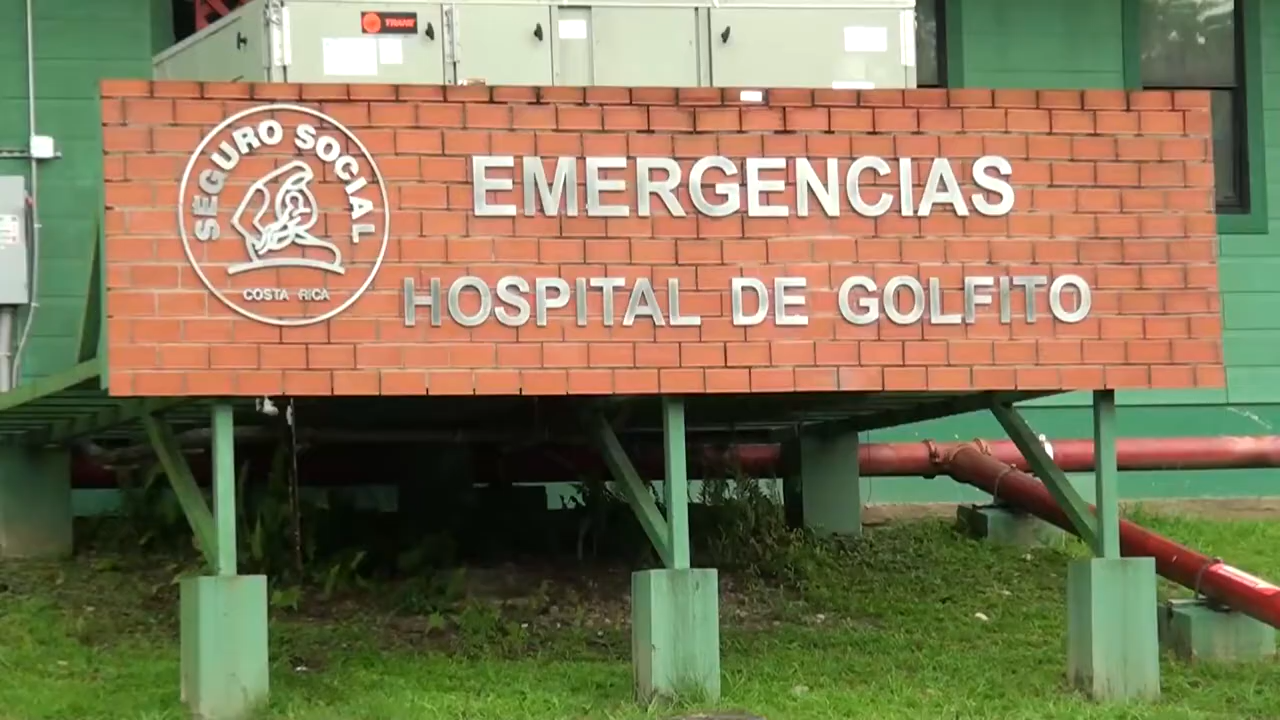 TRANE
SEGURO SOCIAL
COSTA RICA
EMERGENCIAS
HOSPITAL DE GOLFITO